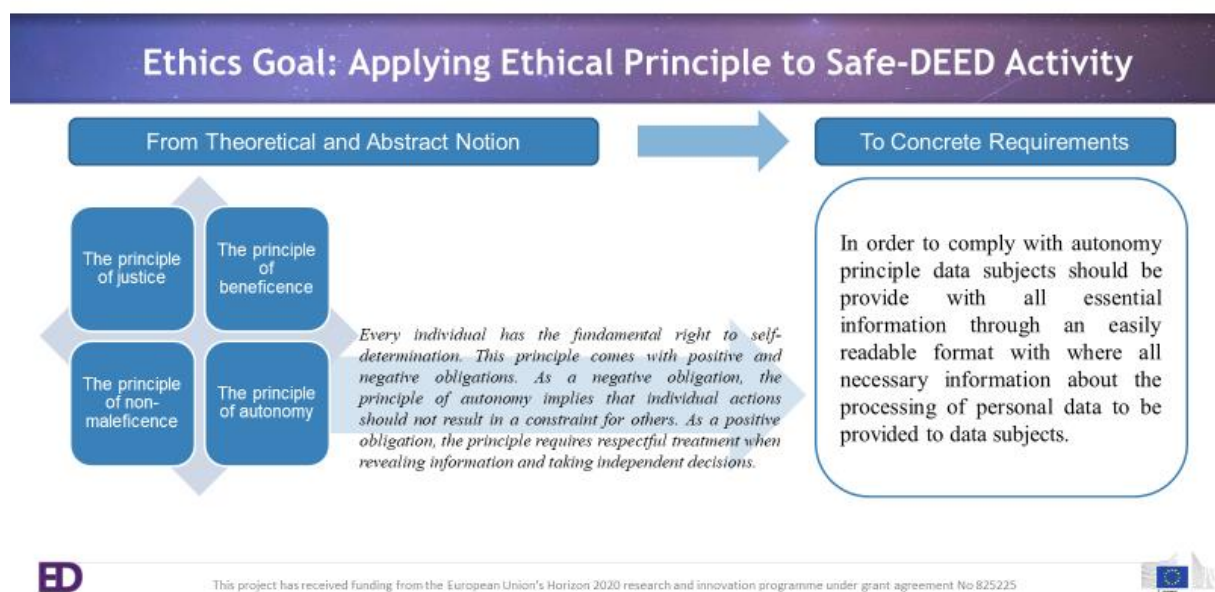 Ethics Goal: Applying Ethical Principle to Safe-DEED Activity
From Theoretical and Abstract Notion
To Concrete Requirements
The principle
of justice
The principle
of
beneficence
The principle
of non-
maleficence
The principle
of autonomy
Every individual has the fundamental right to self-
determination. This principle comes with positive and
negative obligations. As a negative obligation, the
principle of autonomy implies that individual actions
should not result in a constraint for others. As a positive
obligation, the principle requires respectful treatment when
revealing information and taking independent decisions.
In order to comply with autonomy
principle data subjects should be
provide with all essential
information through an easily
readable format with where all
necessary information about the
processing of personal data to be
provided to data subjects.
ED
This project has received funding from the European Union's Horizon 2020 research and innovation programme under grant agreement No 825225